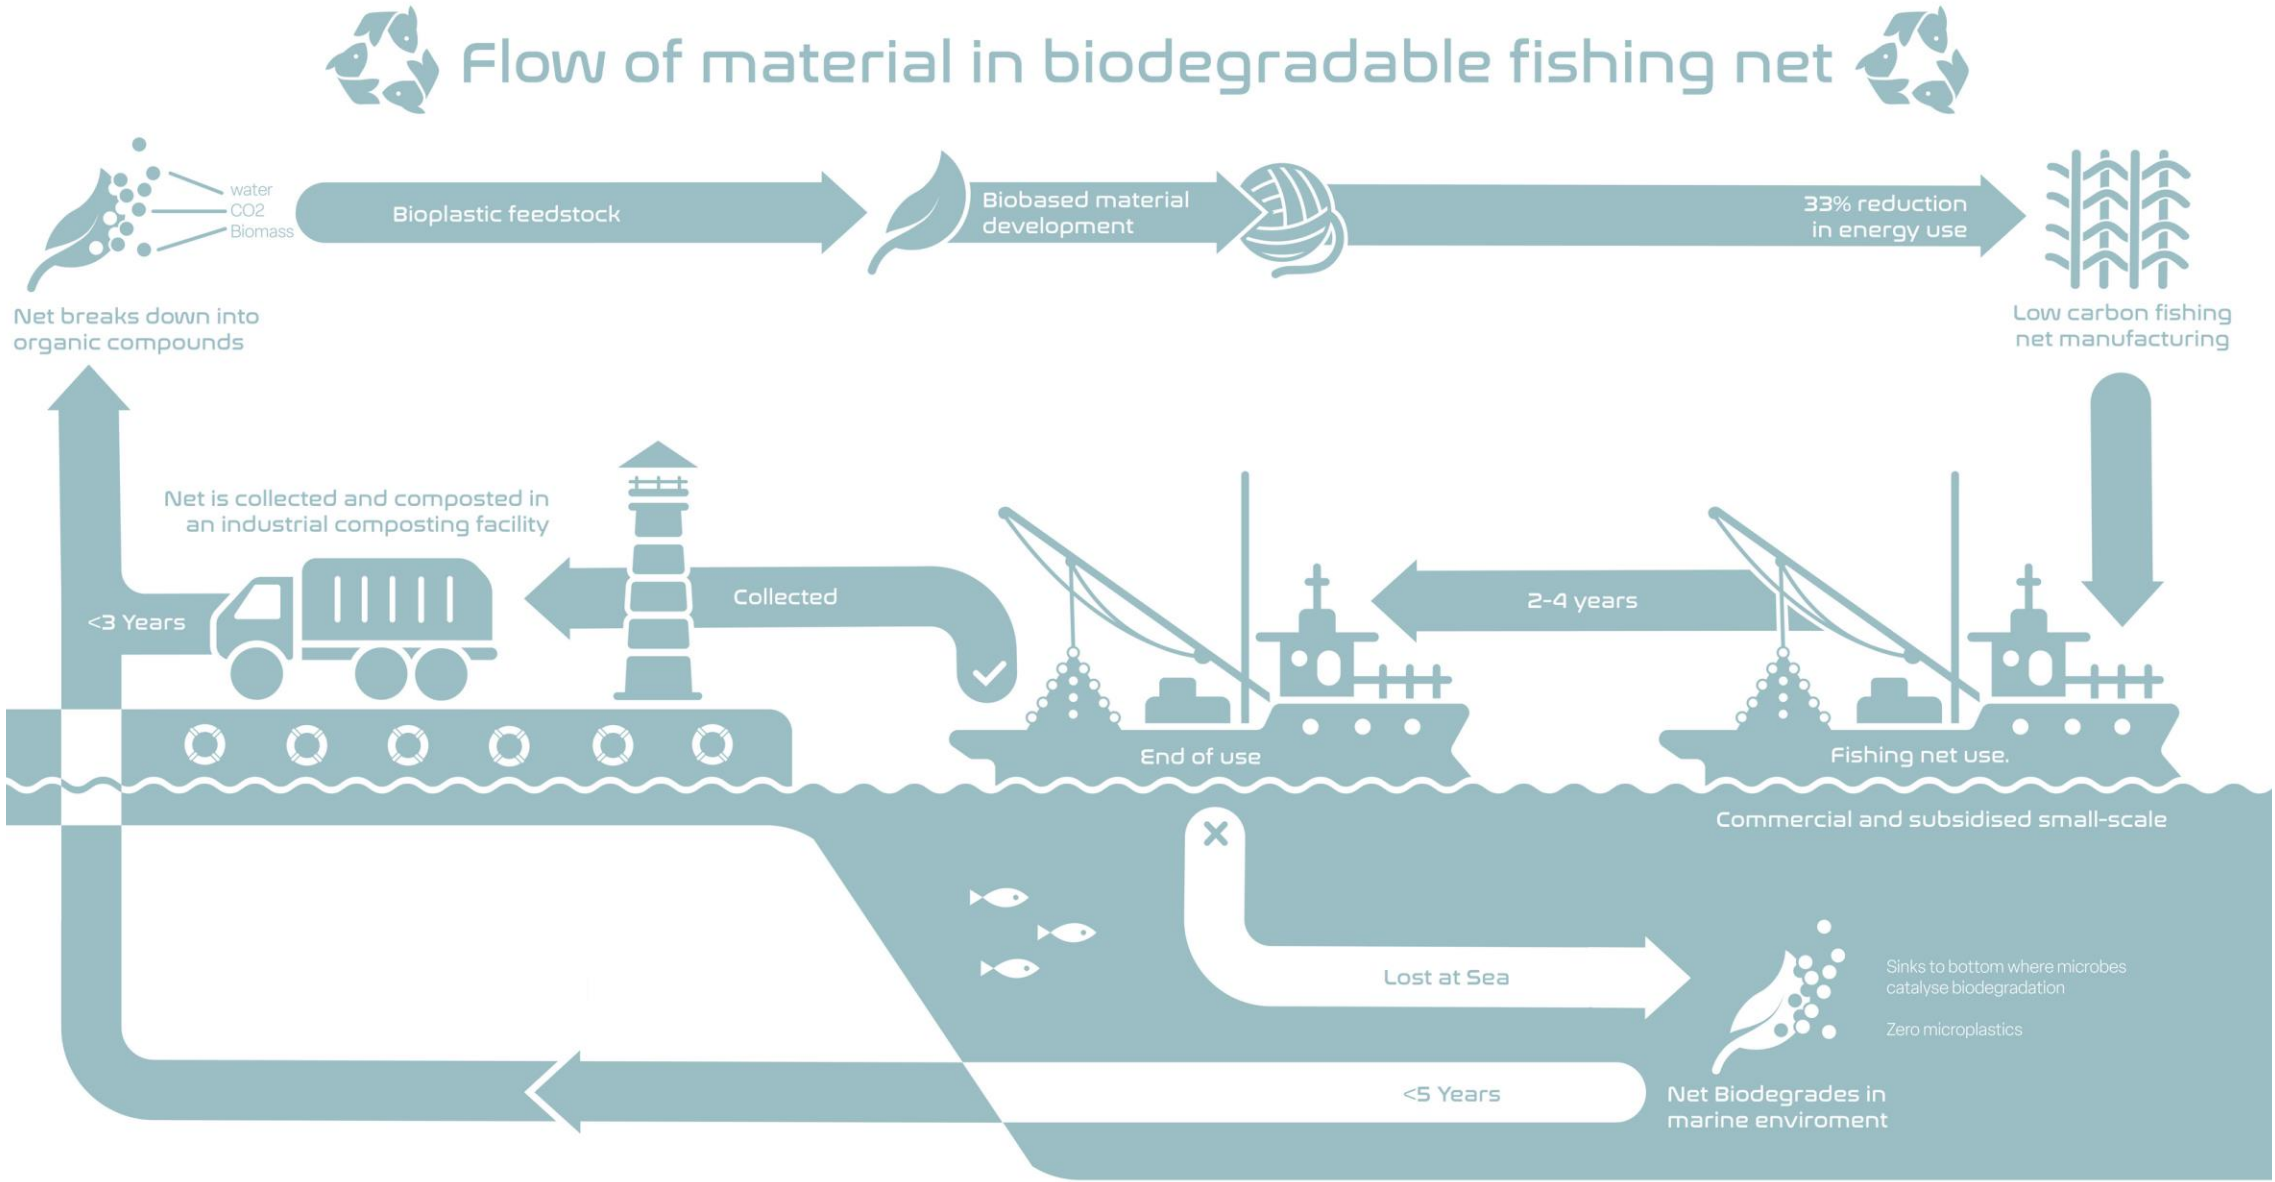 Flow of material in biodegradable fishing net
water
CO2
Biomass
Bioplastic feedstock
Biobased material
development
33% reduction
in energy use
Net breaks down into
organic compounds
Low carbon fishing
net manufacturing
Net is collected and composted in
an industrial composting facility
<3 Years
Collected
2-4 years
End of use
Fishing net use.
Commercial and subsidised small-scale
Lost at Sea
Sinks to bottom where microbes
catalyse biodegradation
Zero microplastics
<5 Years
Net Biodegrades in
marine enviroment